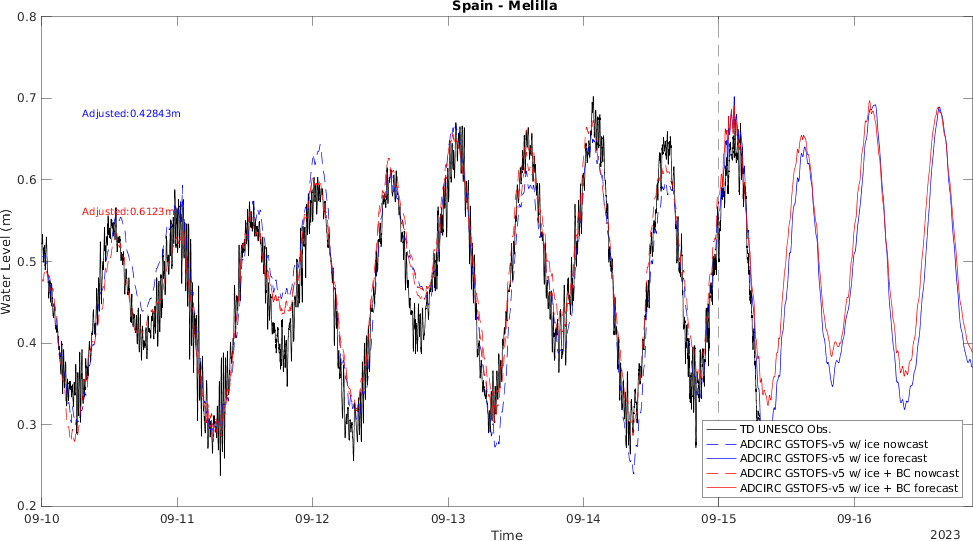 Spain - Melilla
0.8
0.7
0.6
0.5
0.4
0.3
0.2
Water Level (m)
Adjusted:0.42843m
Adjusted:0.6123m
TD UNESCO Obs.
ADCIRC GSTOFS-v5 w/ ice nowcast
ADCIRC GSTOFS-v5 w/ ice forecast
ADCIRC GSTOFS-v5 w/ ice + BC nowcast
ADCIRC GSTOFS-v5 w/ ice + BC forecast
09-10 09-11 09-12 09-13 09-14 09-15 09-16
Time
2023